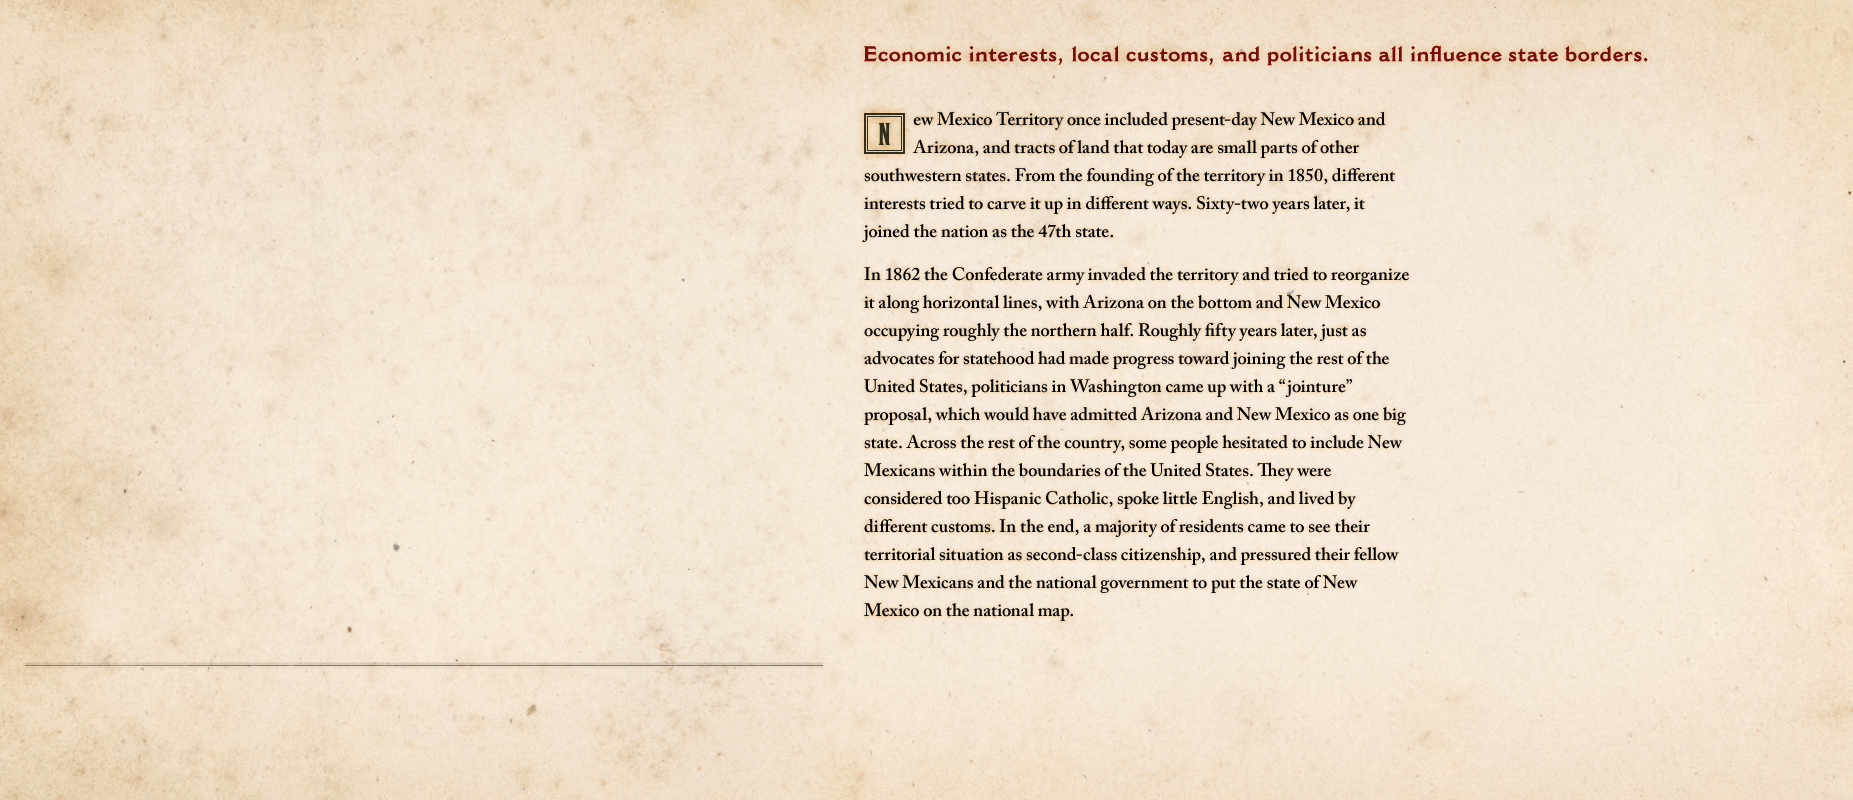 Economic interests, local customs, and politicians all influence state borders.
New Mexico Territory once included present-day New Mexico and
Arizona, and tracts of land that today are small parts of other
southwestern states. From the founding of the territory in 1850, different
interests tried to carve it up in different ways. Sixty-two years later, it
joined the nation as the 47th state.
In 1862 the Confederate army invaded the territory and tried to reorganize
it along horizontal lines, with Arizona on the bottom and New Mexico
occupying roughly the northern half. Roughly fifty years later, just as
advocates for statehood had made progress toward joining the rest of the
United States, politicians in Washington came up with a “jointure”
proposal, which would have admitted Arizona and New Mexico as one big
state. Across the rest of the country, some people hesitated to include New
Mexicans within the boundaries of the United States. They were
considered too Hispanic Catholic, spoke little English, and lived by
different customs. In the end, a majority of residents came to see their
territorial situation as second-class citizenship, and pressured their fellow
New Mexicans and the national government to put the state of New
Mexico on the national map.